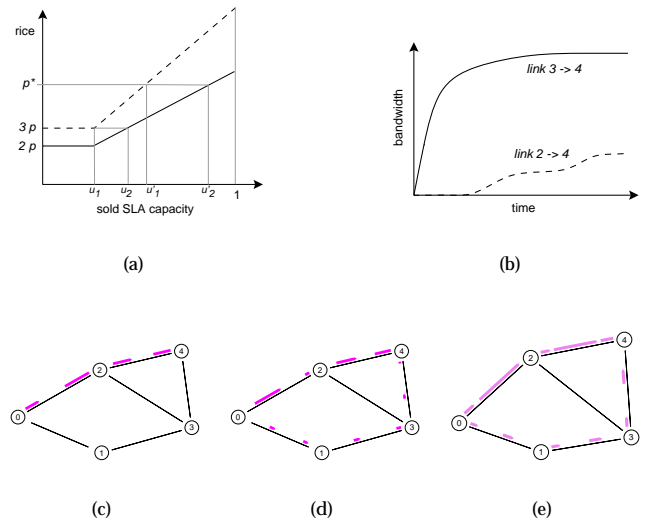 rice
p*
3 p
2 p
u1 u2 u'1 u'2 1
sold SLA capacity
(a)
bandwidth
link 3 -> 4
link 2 -> 4
time
(b)
0
1
2
3
4
(c)
0
1
2
3
4
(d)
0
1
2
3
4
(e)